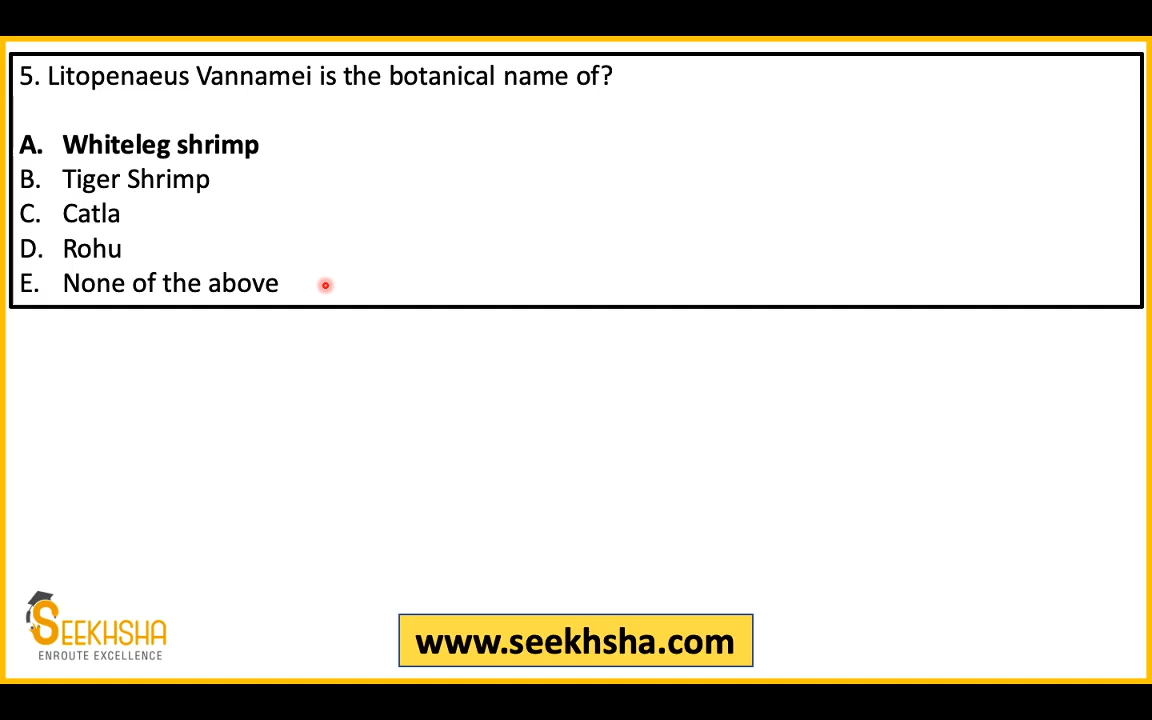 5. Litopenaeus Vannamei is the botanical name of?
A. Whiteleg shrimp
B. Tiger Shrimp
C. Catla
D. Rohu
E. None of the above
SEEKHSHA
ENROUTE EXCELLENCE
www.seekhsha.com